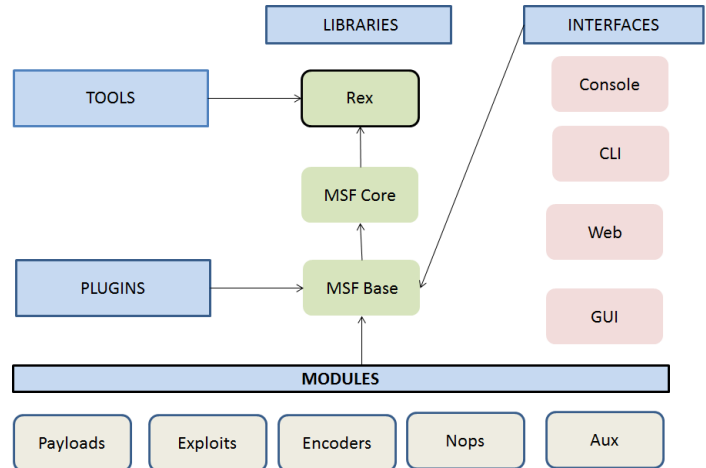 LIBRARIES
INTERFACES
TOOLS
Rex
Console
CLI
MSF Core
Web
PLUGINS
MSF Base
GUI
MODULES
Payloads
Exploits
Encoders
Nops
Aux